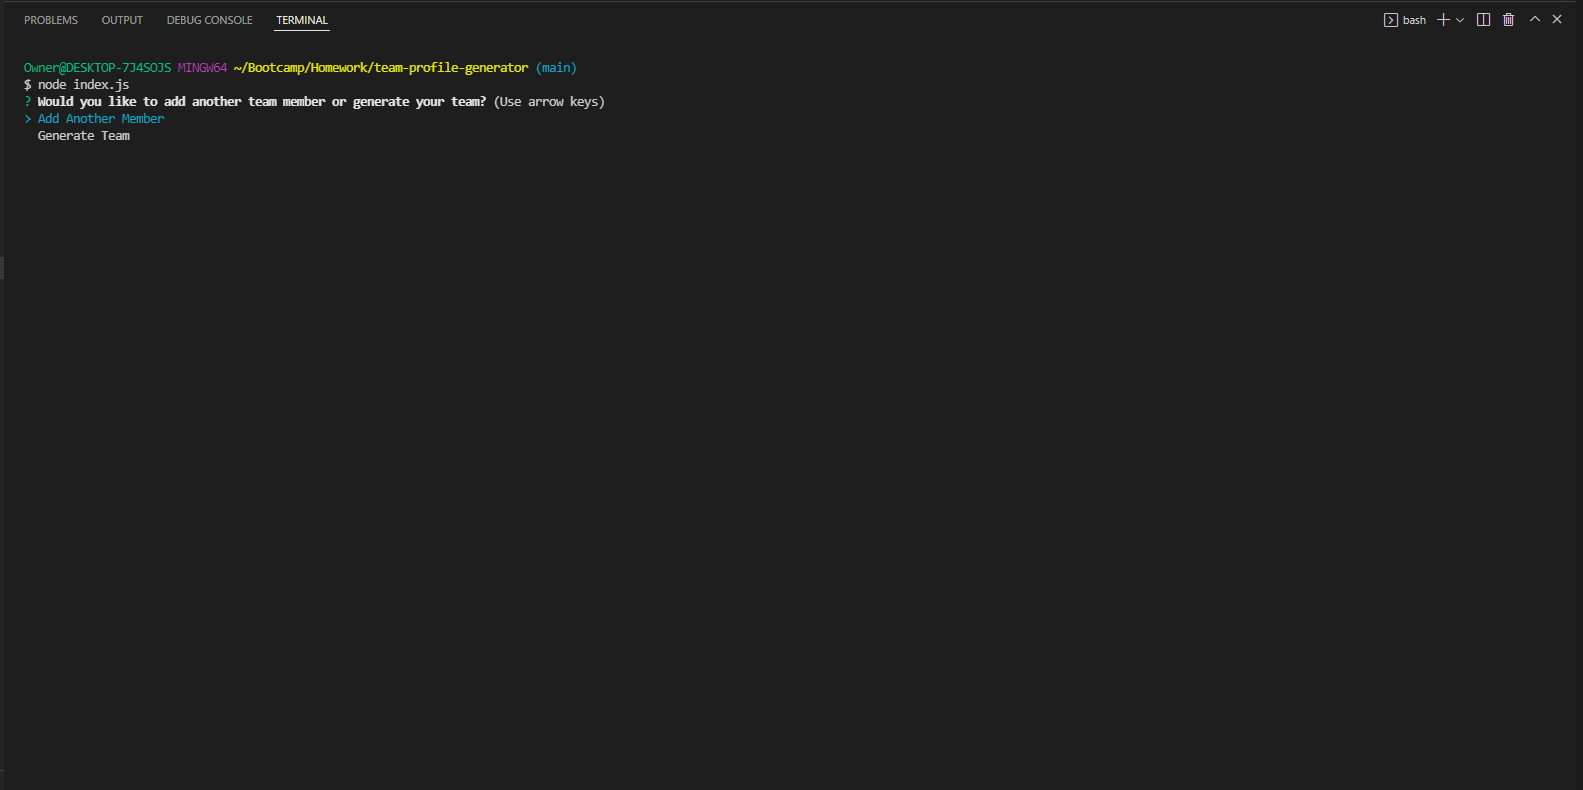 PROBLEMS OUTPUT DEBUG CONSOLE TERMINAL bash
Owner@DESKTOP-7J4SOJS MINGW64 ~/Bootcamp/Homework/team-profile-generator (main)
$ node index.js
? Would you like to add another team member or generate your team? (Use arrow keys)
> Add Another Member
Generate Team